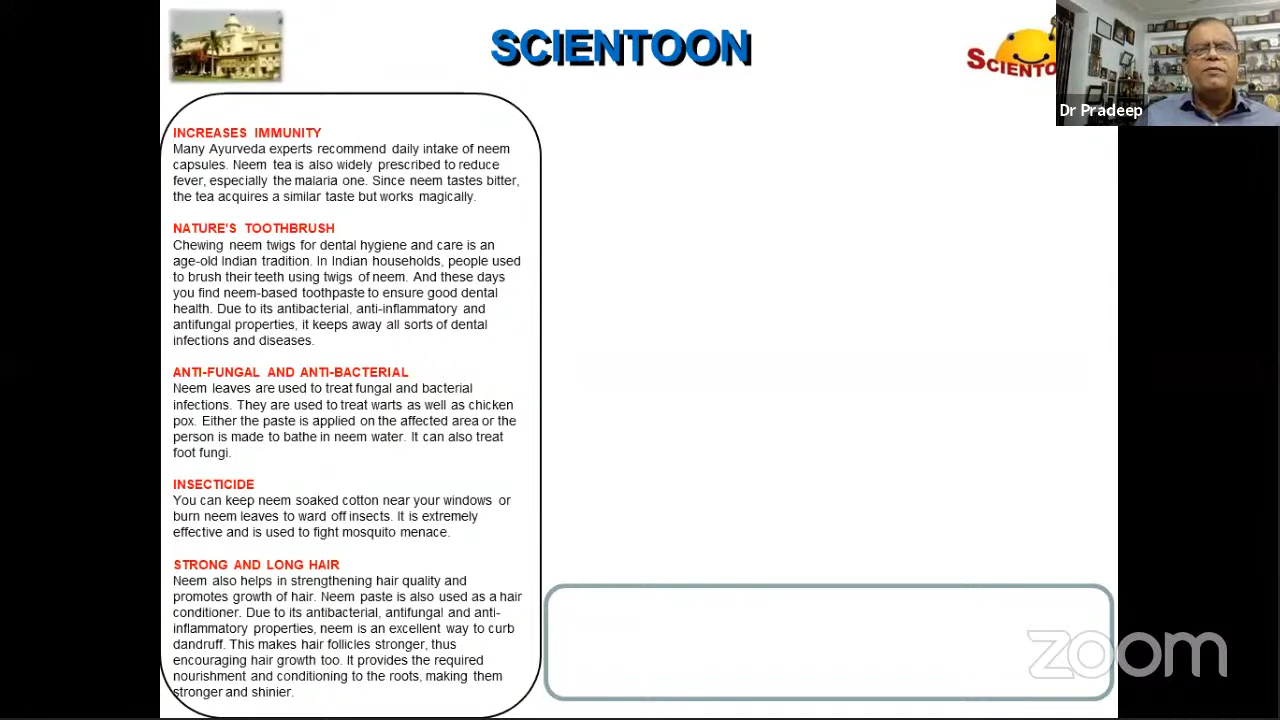 SCIENTOON
SCIENTO
Dr Pradeep
INCREASES IMMUNITY
Many Ayurveda experts recommend daily intake of neem
capsules. Neem tea is also widely prescribed to reduce
fever, especially the malaria one. Since neem tastes bitter,
the tea acquires a similar taste but works magically.
NATURE'S TOOTHBRUSH
Chewing neem twigs for dental hygiene and care is an
age-old Indian tradition. In Indian households, people used
to brush their teeth using twigs of neem. And these days
you find neem-based toothpaste to ensure good dental
health. Due to its antibacterial, anti-inflammatory and
antifungal properties, it keeps away all sorts of dental
infections and diseases.
ANTI-FUNGAL AND ANTI-BACTERIAL
Neem leaves are used to treat fungal and bacterial
infections. They are used to treat warts as well as chicken
pox. Either the paste is applied on the affected area or the
person is made to bathe in neem water. It can also treat
foot fungi.
INSECTICIDE
You can keep neem soaked cotton near your windows or
burn neem leaves to ward off insects. It is extremely
effective and is used to fight mosquito menace.
STRONG AND LONG HAIR
Neem also helps in strengthening hair quality and
promotes growth of hair. Neem paste is also used as a hair
conditioner. Due to its antibacterial, antifungal and anti-
inflammatory properties, neem is an excellent way to curb
dandruff. This makes hair follicles stronger, thus
encouraging hair growth too. It provides the required
nourishment and conditioning to the roots, making them
stronger and shinier.
zoom